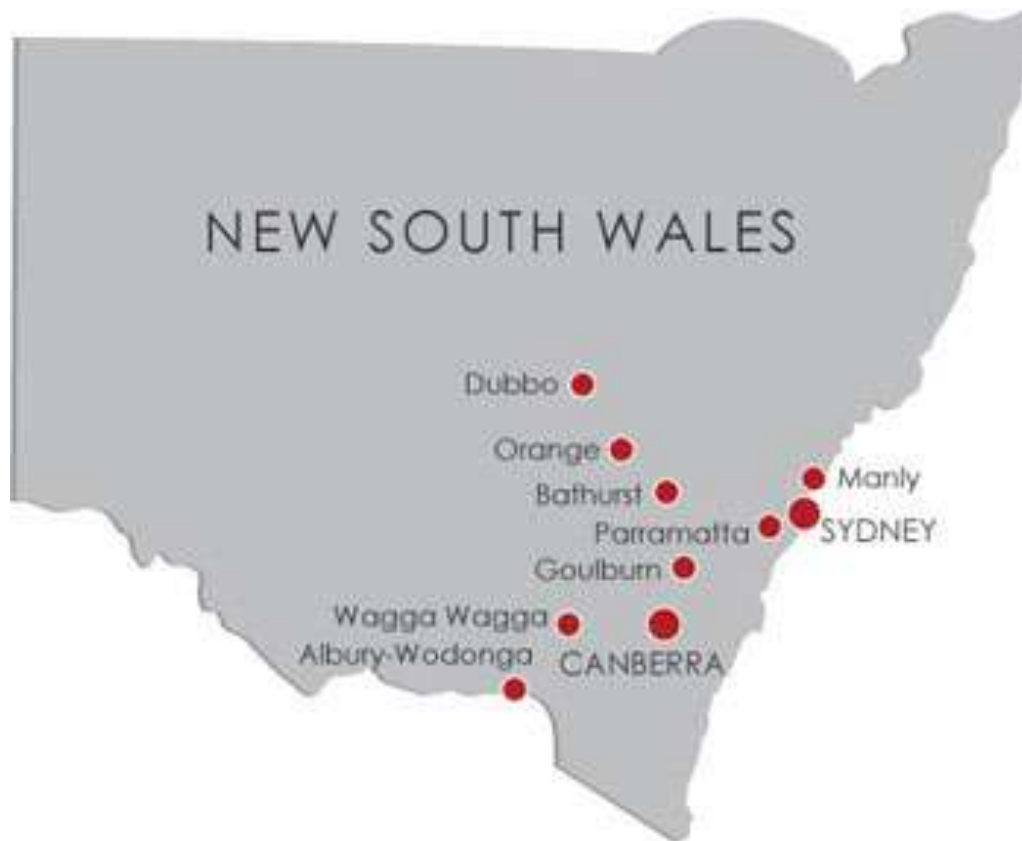 NEW SOUTH WALES
Dubbo
Orange
Manly
Bathurst
Parramatta
SYDNEY
Goulburn
Wagga Wagga
Albury-Wodonga
CANBERRA